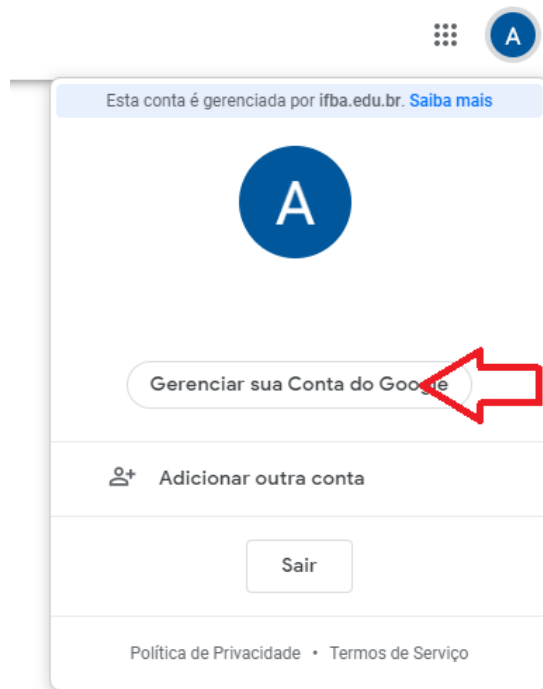 A
Esta conta é gerenciada por ifba.edu.br. Saiba mais
A
Gerenciar sua Conta do Google
Adicionar outra conta
Sair
Política de Privacidade • Termos de Serviço